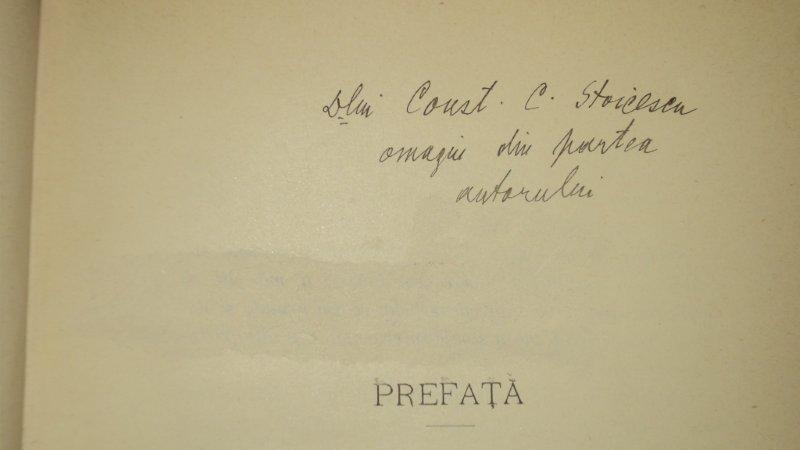 Dlui Const. C. Stoicescu
omagiu din partea
autorului
PREFAȚĂ